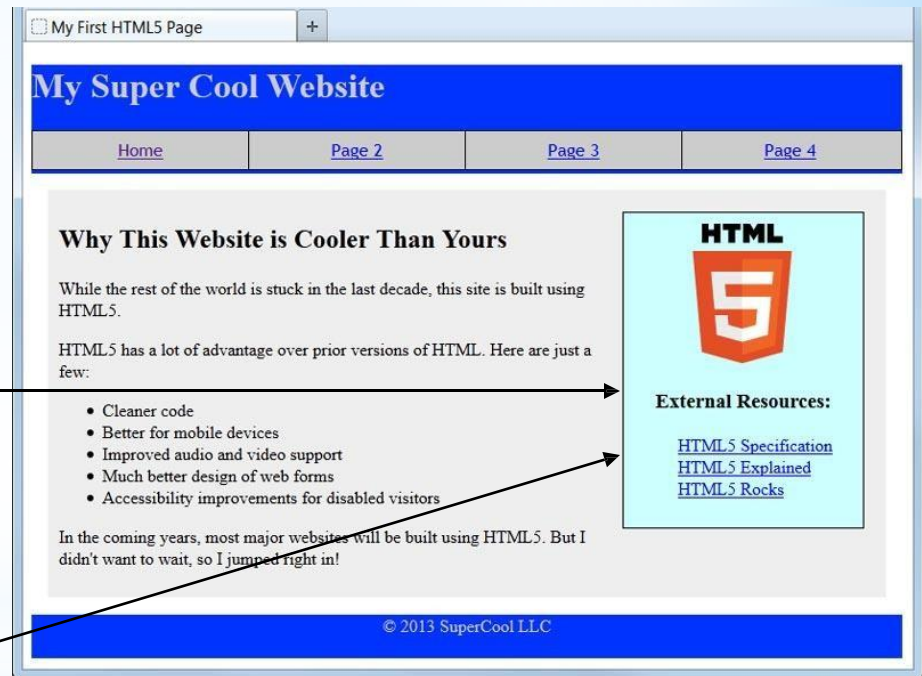 My First HTML5 Page
+
My Super Cool Website
Home Page 2 Page 3 Page 4
Why This Website is Cooler Than Yours
While the rest of the world is stuck in the last decade, this site is built using
HTML5.
HTML5 has a lot of advantage over prior versions of HTML. Here are just a
few:
• Cleaner code
• Better for mobile devices
• Improved audio and video support
• Much better design of web forms
• Accessibility improvements for disabled visitors
In the coming years, most major websites will be built using HTML5. But I
didn't want to wait, so I jumped right in!
HTML
5
External Resources:
HTML5 Specification
HTML5 Explained
HTML5 Rocks
© 2013 SuperCool LLC